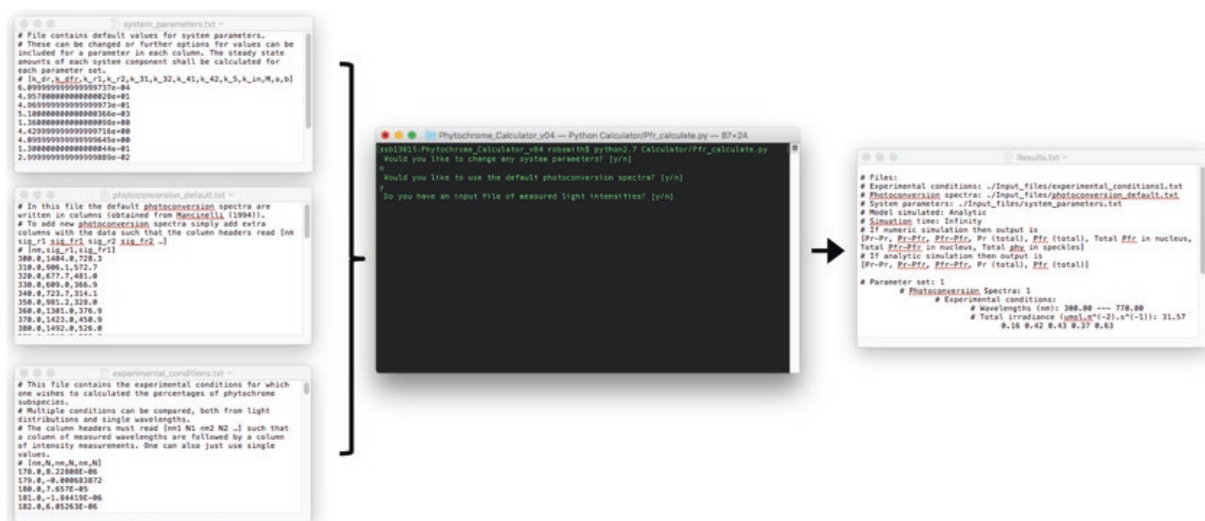 system_parameters.txt
# File contains default values for system parameters.
# These can be changed or further options for values can be
included for a parameter in each column. The steady state
amounts of each system component shall be calculated for
each parameter set.
# [k_dr,k_dfr,k_r1,k_r2,k_31,k_32,k_41,k_42,k_5,k_in,M,a,b]
6.0999999999999999737e-04
4.9570000000000000028e+01
4.9699999999999999973e-01
5.1000000000000000366e-03
1.3600000000000000098e+00
4.4299999999999999716e+00
4.0999999999999999645e+00
1.3000000000000000044e-01
2.9999999999999999889e-02
photoconversion_default.txt
# In this file the default photoconversion spectra are
written in columns (obtained from Mancinelli (1994)).
# To add new photoconversion spectra simply add extra
columns with the data such that the column headers read [nm
sig_r1 sig_fr1 sig_r2 sig_fr2 …]
# [nm,sig_r1,sig_fr1]
300.0,1404.0,728.3
310.0,906.1,572.7
320.0,677.7,481.0
330.0,609.0,366.9
340.0,723.7,314.1
350.0,981.2,328.0
360.0,1301.0,376.9
370.0,1423.0,450.9
380.0,1492.0,526.0
experimental_conditions.txt
# This file contains the experimental conditions for which
one wishes to calculated the percentages of phytochrome
subspecies.
# Multiple conditions can be compared, both from light
distributions and single wavelengths.
# The column headers must read [nm1 N1 nm2 N2 …] such that
a column of measured wavelengths are followed by a column
of intensity measurements. One can also just use single
values.
# [nm,N,nm,N,nm,N]
178.0,8.22808E-06
179.0,-0.000683872
180.0,7.657E-05
181.0,-1.84419E-06
182.0,6.05263E-06
Phytochrome_Calculator_v04 — Python Calculator/Pfr_calculate.py — 87×24
ssb13015:Phytochrome_Calculator_v04 robsmith$ python2.7 Calculator/Pfr_calculate.py
Would you like to change any system parameters? [y/n]
n
Would you like to use the default photoconversion spectra? [y/n]
y
Do you have an input file of measured light intensities? [y/n]
Results.txt
# Files:
# Experimental conditions: ./Input_files/experimental_conditions1.txt
# Photoconversion spectra: ./Input_files/photoconversion_default.txt
# System parameters: ./Input_files/system_parameters.txt
# Model simulated: Analytic
# Simuation time: Infinity
# If numeric simulation then output is
[Pr-Pr, Pr-Pfr, Pfr-Pfr, Pr (total), Pfr (total), Total Pfr in nucleus,
Total Pfr-Pfr in nucleus, Total phy in speckles]
# If analytic simulation then output is
[Pr-Pr, Pr-Pfr, Pfr-Pfr, Pr (total), Pfr (total)]
# Parameter set: 1
# Photoconversion Spectra: 1
# Experimental conditions:
# Wavelengths (nm): 300.00 --- 770.00
# Total irradiance (umol.m^(-2).s^(-1)): 31.57
0.16 0.42 0.43 0.37 0.63